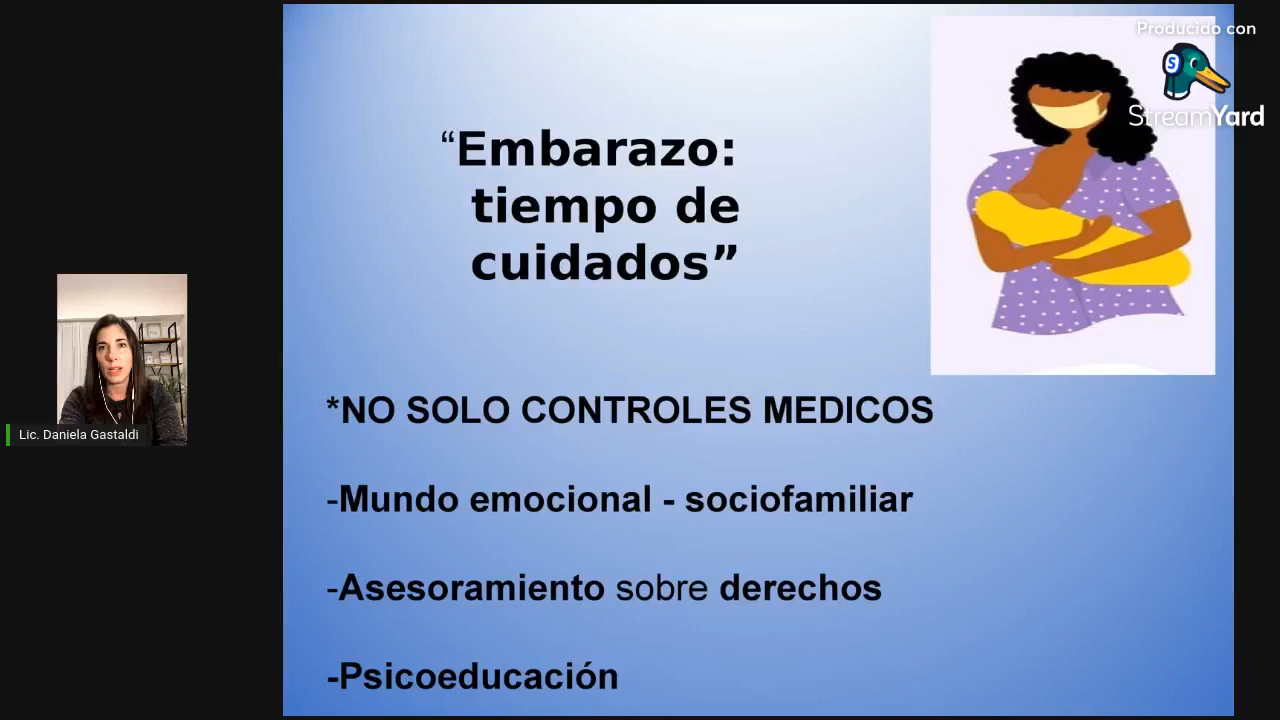 Producido con
S
StreamYard
“Embarazo:
tiempo de
cuidados”
*NO SOLO CONTROLES MEDICOS
-Mundo emocional - sociofamiliar
Lic. Daniela Gastaldi
-Asesoramiento sobre derechos
-Psicoeducación